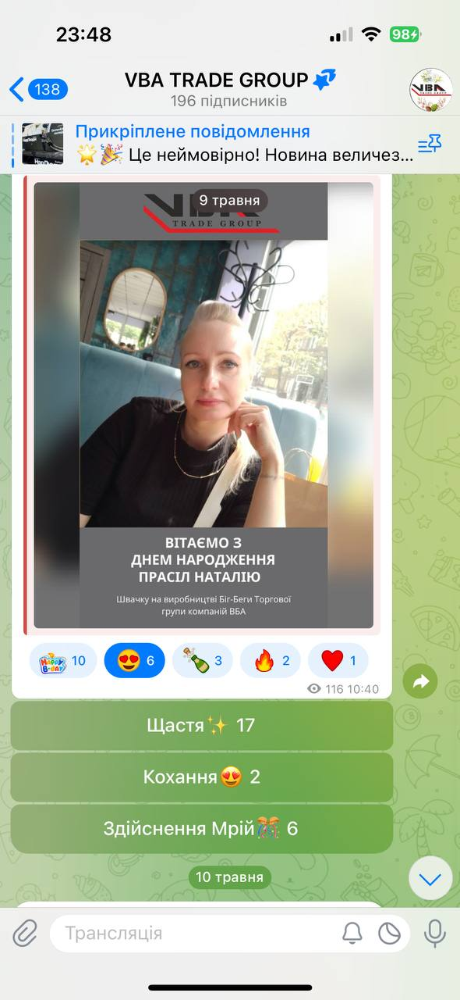 23:48
98
138
VBA TRADE GROUP
196 підписників
Прикріплене повідомлення
🌟🎉 Це неймовірно! Новина величез...
9 травня
TRADE GROUP
ВІТАЄМО З
ДНЕМ НАРОДЖЕННЯ
ПРАСІЛ НАТАЛІЮ
Швачку на виробництві Біг-Беги Торгової
групи компаній ВБА
HAPPY B-DAY 10
😍 6
🍾 3
🔥 2
❤️ 1
116 10:40
Щастя✨ 17
Кохання😍 2
Здійснення Мрій🎊 6
10 травня
Трансляція